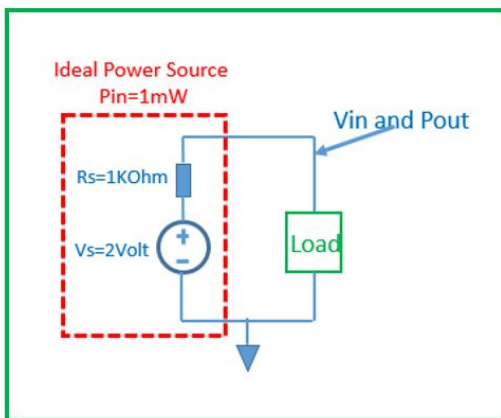 Ideal Power Source
Pin=1mW
Vin and Pout
Rs=1KOhm
Vs=2Volt
+
−
Load